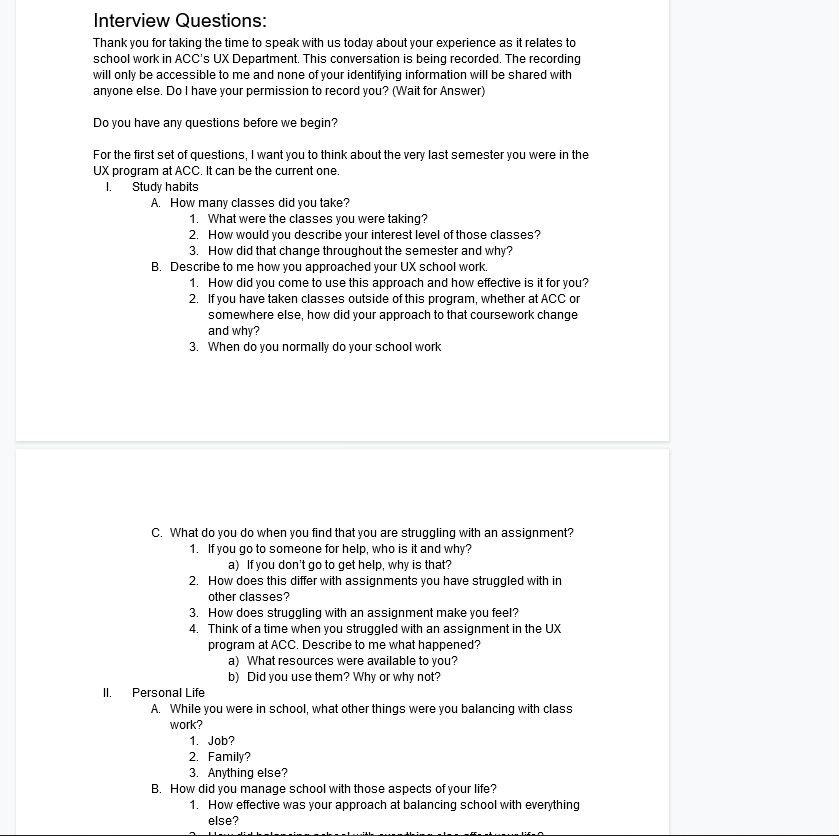 Interview Questions:
Thank you for taking the time to speak with us today about your experience as it relates to
school work in ACC's UX Department. This conversation is being recorded. The recording
will only be accessible to me and none of your identifying information will be shared with
anyone else. Do I have your permission to record you? (Wait for Answer)
Do you have any questions before we begin?
For the first set of questions, I want you to think about the very last semester you were in the
UX program at ACC. It can be the current one.
I. Study habits
A. How many classes did you take?
1. What were the classes you were taking?
2. How would you describe your interest level of those classes?
3. How did that change throughout the semester and why?
B. Describe to me how you approached your UX school work.
1. How did you come to use this approach and how effective is it for you?
2. If you have taken classes outside of this program, whether at ACC or
somewhere else, how did your approach to that coursework change
and why?
3. When do you normally do your school work
C. What do you do when you find that you are struggling with an assignment?
1. If you go to someone for help, who is it and why?
a) If you don't go to get help, why is that?
2. How does this differ with assignments you have struggled with in
other classes?
3. How does struggling with an assignment make you feel?
4. Think of a time when you struggled with an assignment in the UX
program at ACC. Describe to me what happened?
a) What resources were available to you?
b) Did you use them? Why or why not?
II. Personal Life
A. While you were in school, what other things were you balancing with class
work?
1. Job?
2. Family?
3. Anything else?
B. How did you manage school with those aspects of your life?
1. How effective was your approach at balancing school with everything
else?
2. How did balancing school with everything else affect your life?